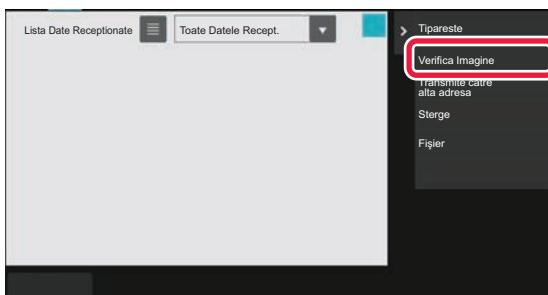 Lista Date Receptionate
Toate Datele Recept.
Tipareste
Verifica Imagine
Transmite catre
alta adresa
Sterge
Fişier